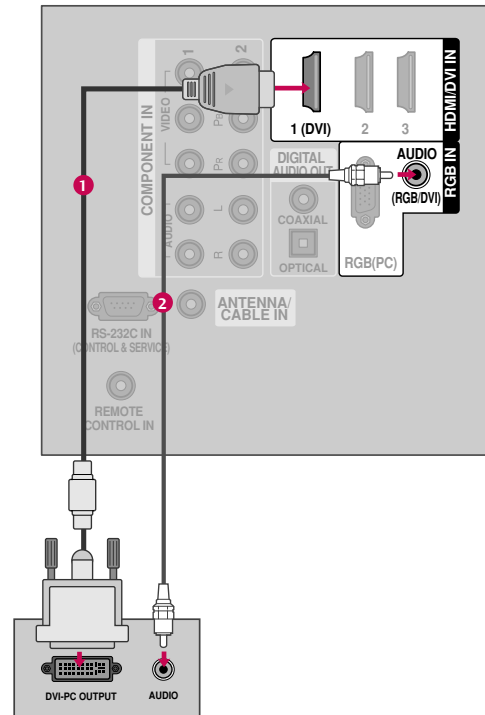 1
2
COMPONENT IN
VIDEO
PB
PR
AUDIO
L
R
HDMI/DVI IN
1 (DVI)
2
3
RGB IN
AUDIO
(RGB/DVI)
RGB(PC)
DIGITAL
AUDIO OUT
COAXIAL
OPTICAL
1
2
ANTENNA/
CABLE IN
RS-232C IN
(CONTROL & SERVICE)
REMOTE
CONTROL IN
DVI-PC OUTPUT
AUDIO